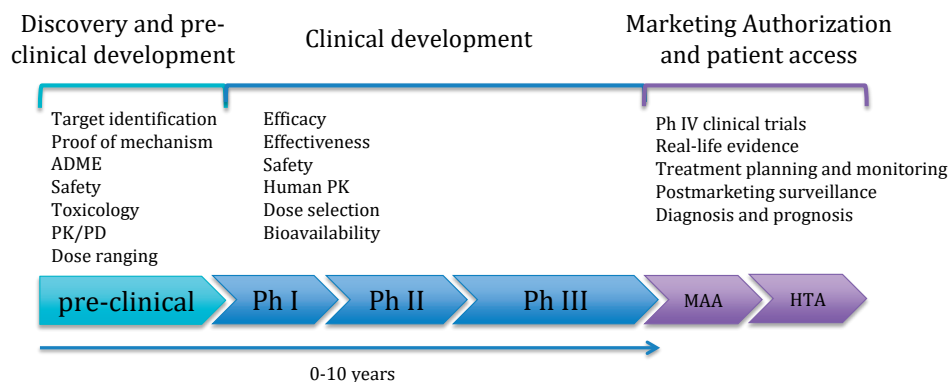 Discovery and pre-
clinical development
Clinical development
Marketing Authorization
and patient access
Target identification
Proof of mechanism
ADME
Safety
Toxicology
PK/PD
Dose ranging
Efficacy
Effectiveness
Safety
Human PK
Dose selection
Bioavailability
Ph IV clinical trials
Real-life evidence
Treatment planning and monitoring
Postmarketing surveillance
Diagnosis and prognosis
pre-clinical
Ph I
Ph II
Ph III
MAA
HTA
0-10 years